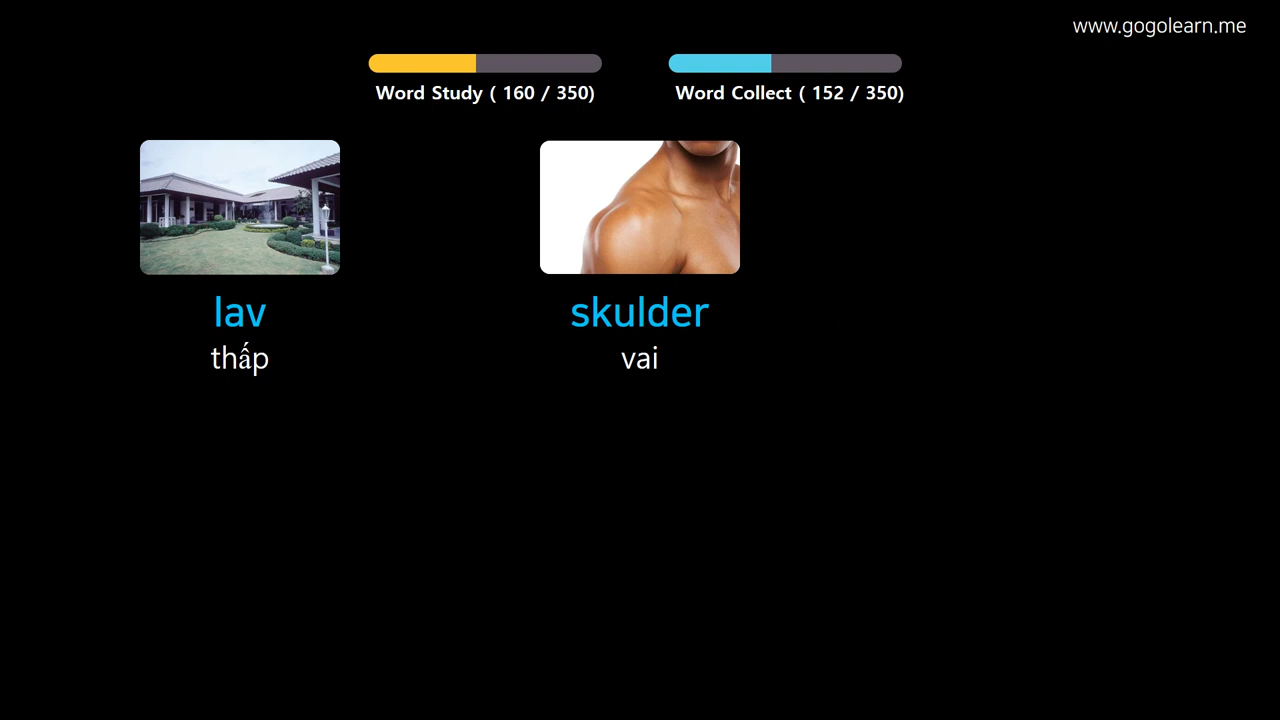 www.gogolearn.me
Word Study ( 160 / 350)
Word Collect ( 152 / 350)
lav
thấp
skulder
vai